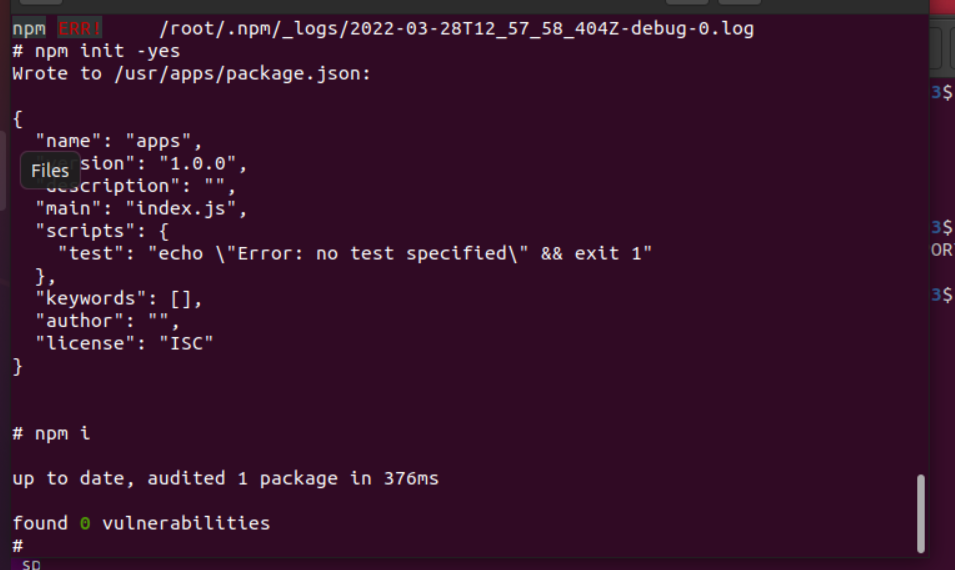 npm ERR!     /root/.npm/_logs/2022-03-28T12_57_58_404Z-debug-0.log
# npm init -yes
Wrote to /usr/apps/package.json:
{
  "name": "apps",
sion": "1.0.0",
Files
description": "",
  "main": "index.js",
  "scripts": {
    "test": "echo \"Error: no test specified\" && exit 1"
  },
  "keywords": [],
  "author": "",
  "license": "ISC"
}
# npm i
up to date, audited 1 package in 376ms
found 0 vulnerabilities
#
sp
3$
3$
OR
3$